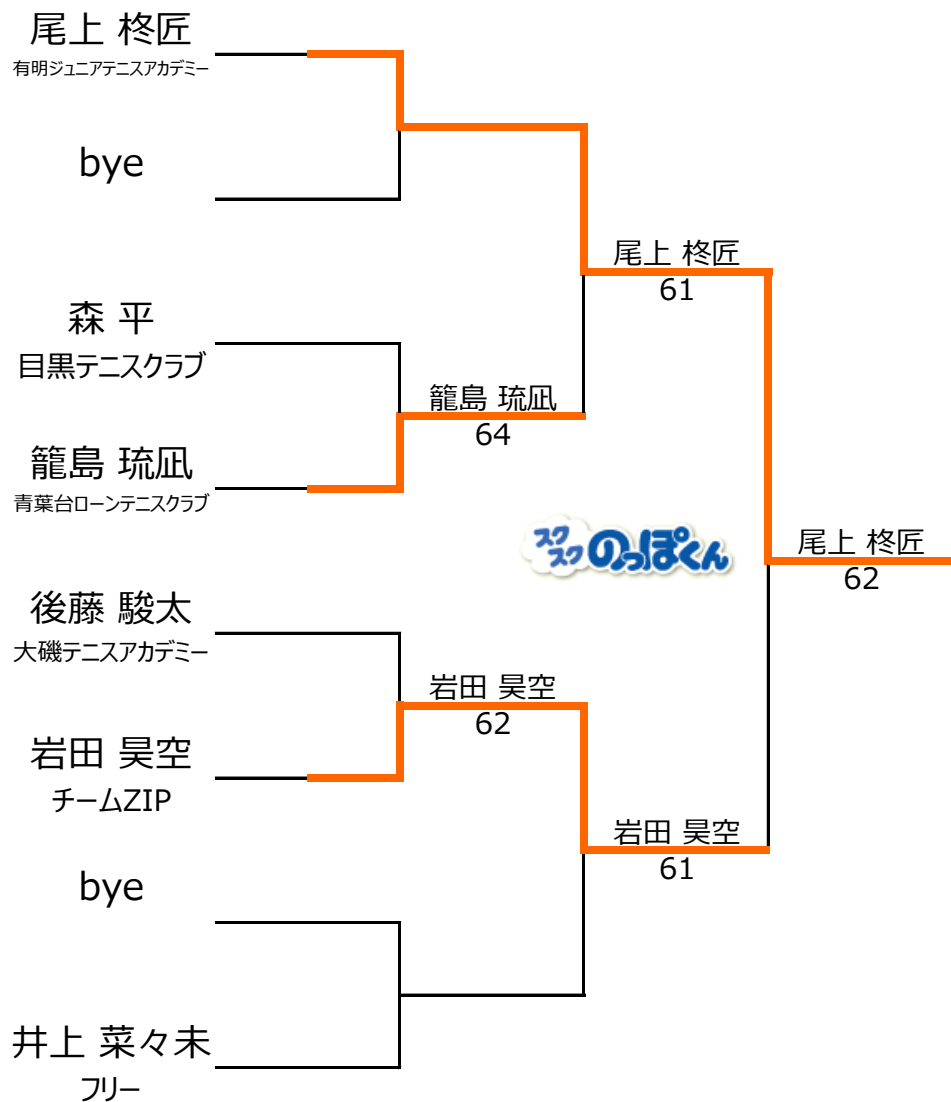 尾上 柊匠
有明ジュニアテニスアカデミー
bye
尾上 柊匠
61
森 平
目黒テニスクラブ
籠島 琉凪
64
籠島 琉凪
青葉台ローンテニスクラブ
スクスク のっぽくん
尾上 柊匠
62
後藤 駿太
大磯テニスアカデミー
岩田 昊空
62
岩田 昊空
チームZIP
岩田 昊空
61
bye
井上 菜々未
フリー